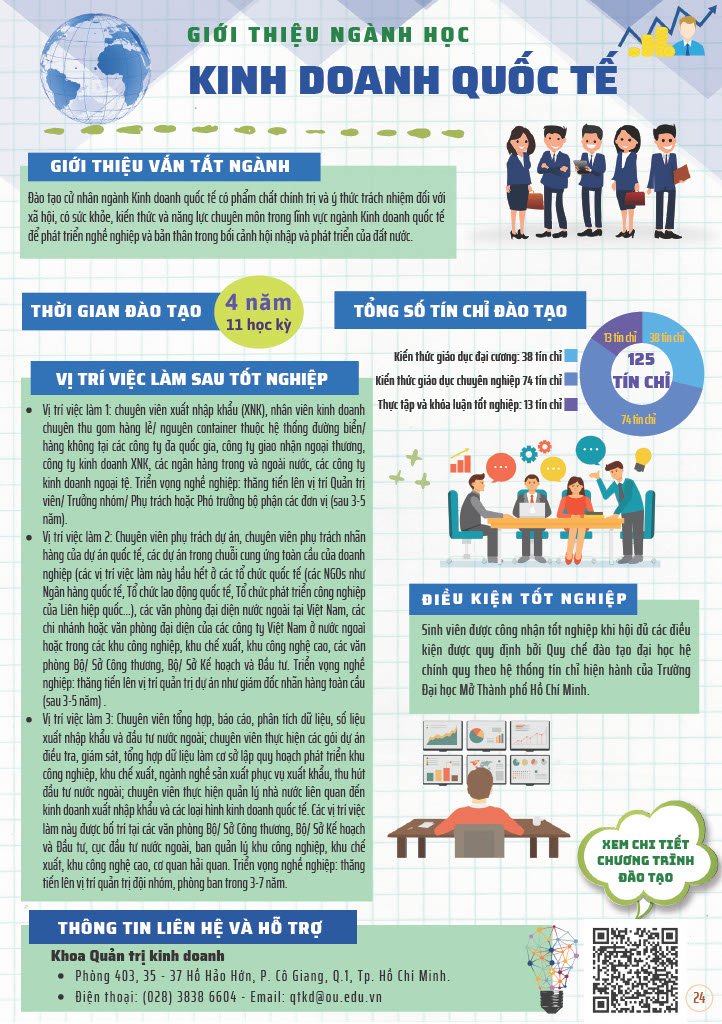 GIỚI THIỆU NGÀNH HỌC
KINH DOANH QUỐC TẾ
GIỚI THIỆU VẮN TẮT NGÀNH
Đào tạo cử nhân ngành Kinh doanh quốc tế có phẩm chất chính trị và ý thức trách nhiệm đối với
xã hội, có sức khỏe, kiến thức và năng lực chuyên môn trong lĩnh vực ngành Kinh doanh quốc tế
để phát triển nghề nghiệp và bản thân trong bối cảnh hội nhập và phát triển của đất nước.
THỜI GIAN ĐÀO TẠO
4 năm
11 học kỳ
TỔNG SỐ TÍN CHỈ ĐÀO TẠO
Kiến thức giáo dục đại cương: 38 tín chỉ
Kiến thức giáo dục chuyên nghiệp 74 tín chỉ
Thực tập và khóa luận tốt nghiệp: 13 tín chỉ
13 tín chỉ
38 tín chỉ
125
TÍN CHỈ
74 tín chỉ
VỊ TRÍ VIỆC LÀM SAU TỐT NGHIỆP
• Vị trí việc làm 1: chuyên viên xuất nhập khẩu (XNK), nhân viên kinh doanh
chuyên thu gom hàng lẻ/ nguyên container thuộc hệ thống đường biển/
hàng không tại các công ty đa quốc gia, công ty giao nhận ngoại thương,
công ty kinh doanh XNK, các ngân hàng trong và ngoài nước, các công ty
kinh doanh ngoại tệ. Triển vọng nghề nghiệp: thăng tiến lên vị trí Quản trị
viên/ Trưởng nhóm/ Phụ trách hoặc Phó trưởng bộ phận các đơn vị (sau 3-5
năm).
• Vị trí việc làm 2: Chuyên viên phụ trách dự án, chuyên viên phụ trách nhãn
hàng của dự án quốc tế, các dự án trong chuỗi cung ứng toàn cầu của doanh
nghiệp (các vị trí việc làm này hầu hết ở các tổ chức quốc tế (các NGOs như
Ngân hàng quốc tế, Tổ chức lao động quốc tế, Tổ chức phát triển công nghiệp
của Liên hiệp quốc...), các văn phòng đại diện nước ngoài tại Việt Nam, các
chi nhánh hoặc văn phòng đại diện của các công ty Việt Nam ở nước ngoài
hoặc trong các khu công nghiệp, khu chế xuất, khu công nghệ cao, các văn
phòng Bộ/ Sở Công thương, Bộ/ Sở Kế hoạch và Đầu tư. Triển vọng nghề
nghiệp: thăng tiến lên vị trí quản trị dự án như giám đốc nhãn hàng toàn cầu
(sau 3-5 năm) .
• Vị trí việc làm 3: Chuyên viên tổng hợp, báo cáo, phân tích dữ liệu, số liệu
xuất nhập khẩu và đầu tư nước ngoài; chuyên viên thực hiện các gói dự án
điều tra, giám sát, tổng hợp dữ liệu làm cơ sở lập quy hoạch phát triển khu
công nghiệp, khu chế xuất, ngành nghề sản xuất phục vụ xuất khẩu, thu hút
đầu tư nước ngoài; chuyên viên thực hiện quản lý nhà nước liên quan đến
kinh doanh xuất nhập khẩu và các loại hình kinh doanh quốc tế. Các vị trí việc
làm này được bố trí tại các văn phòng Bộ/ Sở Công thương, Bộ/ Sở Kế hoạch
và Đầu tư, cục đầu tư nước ngoài, ban quản lý khu công nghiệp, khu chế
xuất, khu công nghệ cao, cơ quan hải quan. Triển vọng nghề nghiệp: thăng
tiến lên vị trí quản trị đội nhóm, phòng ban trong 3-7 năm.
ĐIỀU KIỆN TỐT NGHIỆP
Sinh viên được công nhận tốt nghiệp khi hội đủ các điều
kiện được quy định bởi Quy chế đào tạo đại học hệ
chính quy theo hệ thống tín chỉ hiện hành của Trường
Đại học Mở Thành phố Hồ Chí Minh.
XEM CHI TIẾT
CHƯƠNG TRÌNH
ĐÀO TẠO
THÔNG TIN LIÊN HỆ VÀ HỖ TRỢ
Khoa Quản trị kinh doanh
• Phòng 403, 35 - 37 Hồ Hảo Hớn, P. Cô Giang, Q.1, Tp. Hồ Chí Minh.
• Điện thoại: (028) 3838 6604 - Email: qtkd@ou.edu.vn
24